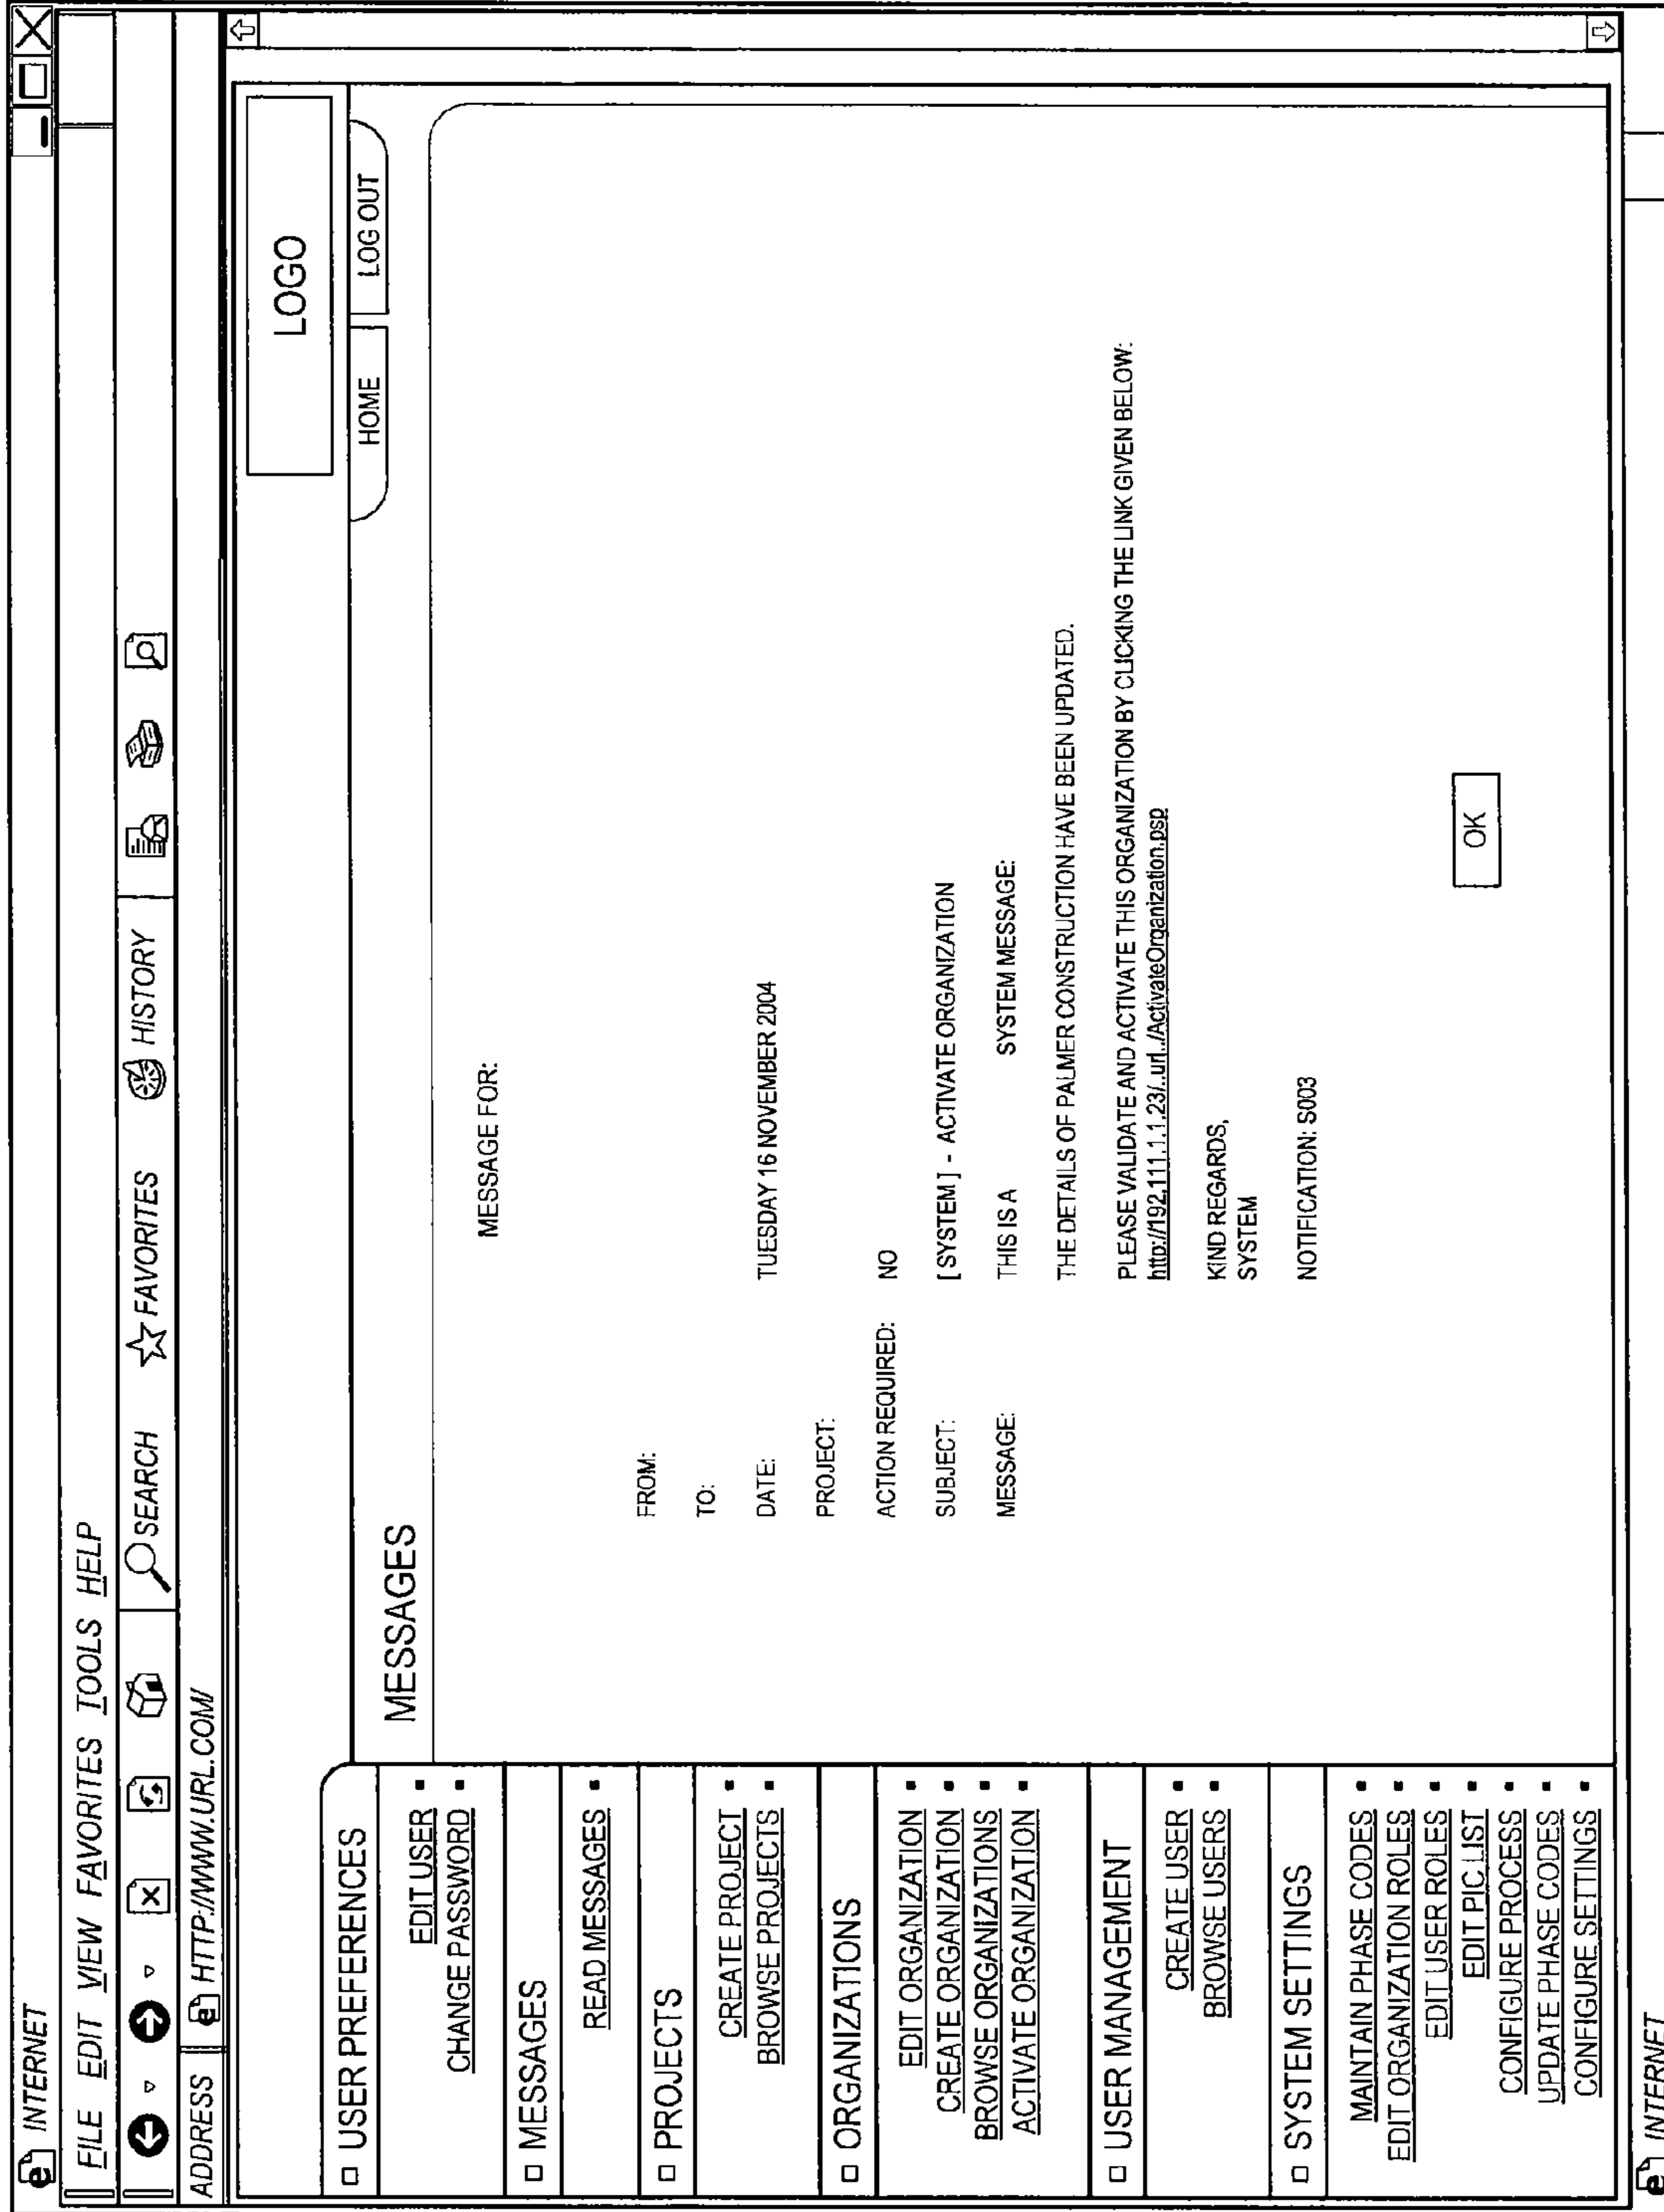 INTERNET
FILE EDIT VIEW FAVORITES TOOLS HELP
SEARCH FAVORITES HISTORY
ADDRESS HTTP://WWW.URL.COM/
LOGO
HOME LOG OUT
USER PREFERENCES
EDIT USER
CHANGE PASSWORD
MESSAGES
READ MESSAGES
PROJECTS
CREATE PROJECT
BROWSE PROJECTS
ORGANIZATIONS
EDIT ORGANIZATION
CREATE ORGANIZATION
BROWSE ORGANIZATIONS
ACTIVATE ORGANIZATION
USER MANAGEMENT
CREATE USER
BROWSE USERS
SYSTEM SETTINGS
MAINTAIN PHASE CODES
EDIT ORGANIZATION ROLES
EDIT USER ROLES
EDIT PIC LIST
CONFIGURE PROCESS
UPDATE PHASE CODES
CONFIGURE SETTINGS
MESSAGES
MESSAGE FOR:
FROM:
TO:
DATE: TUESDAY 16 NOVEMBER 2004
PROJECT:
ACTION REQUIRED: NO
SUBJECT: [SYSTEM] - ACTIVATE ORGANIZATION
MESSAGE: THIS IS A SYSTEM MESSAGE:
THE DETAILS OF PALMER CONSTRUCTION HAVE BEEN UPDATED.
PLEASE VALIDATE AND ACTIVATE THIS ORGANIZATION BY CLICKING THE LINK GIVEN BELOW:
http://192.111.1.1.23/..url../ActivateOrganization.psp
KIND REGARDS,
SYSTEM
NOTIFICATION: S003
OK
INTERNET